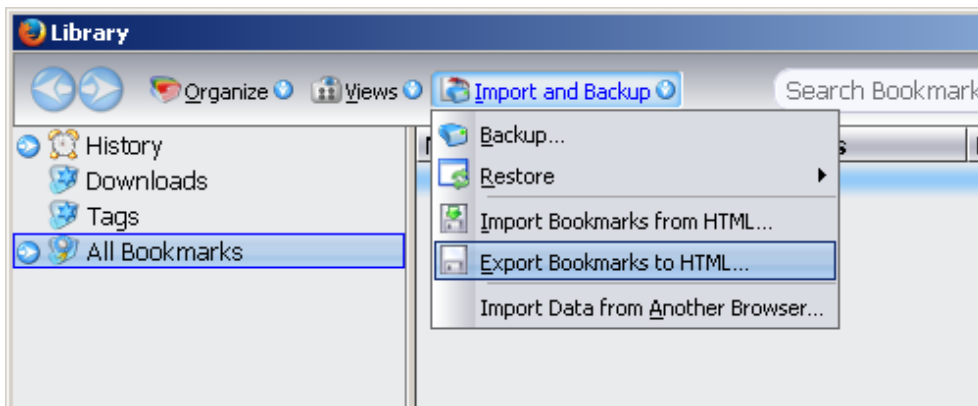 Library
Organize Views Import and Backup Search Bookmark
History
Downloads
Tags
All Bookmarks
Backup...
Restore
Import Bookmarks from HTML...
Export Bookmarks to HTML...
Import Data from Another Browser...